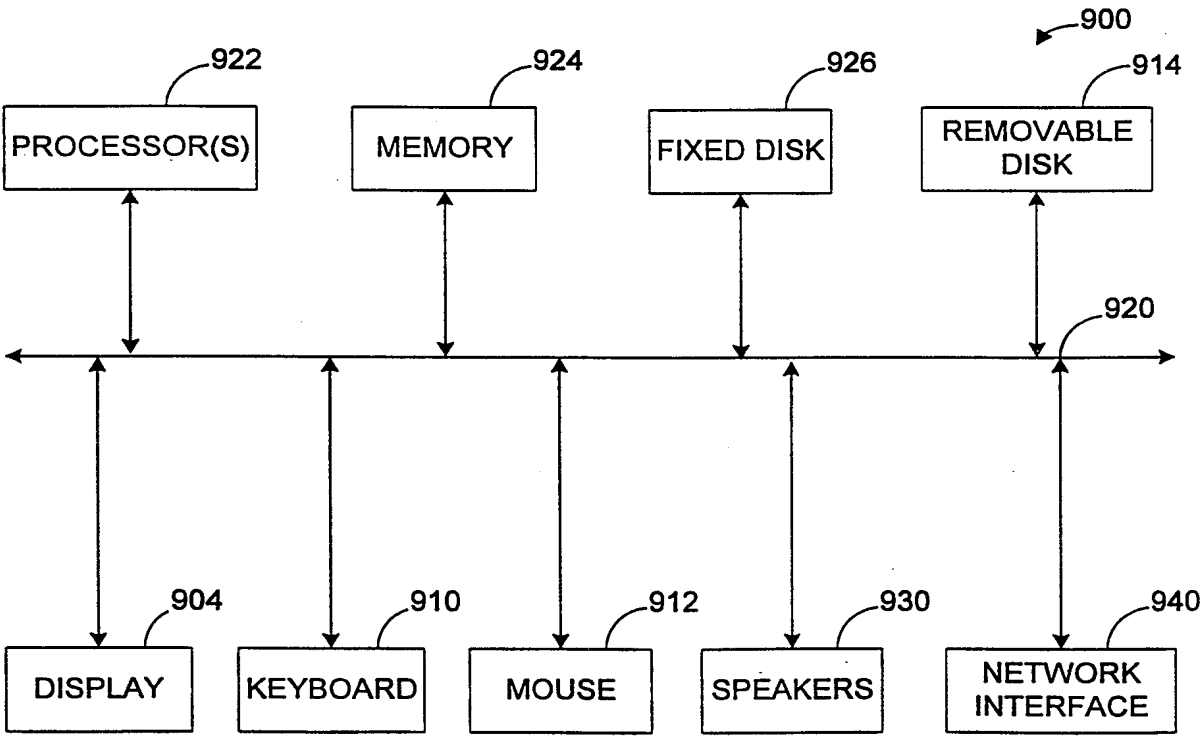 900
922
924
926
914
PROCESSOR(S)
MEMORY
FIXED DISK
REMOVABLE
DISK
920
904
910
912
930
940
DISPLAY
KEYBOARD
MOUSE
SPEAKERS
NETWORK
INTERFACE